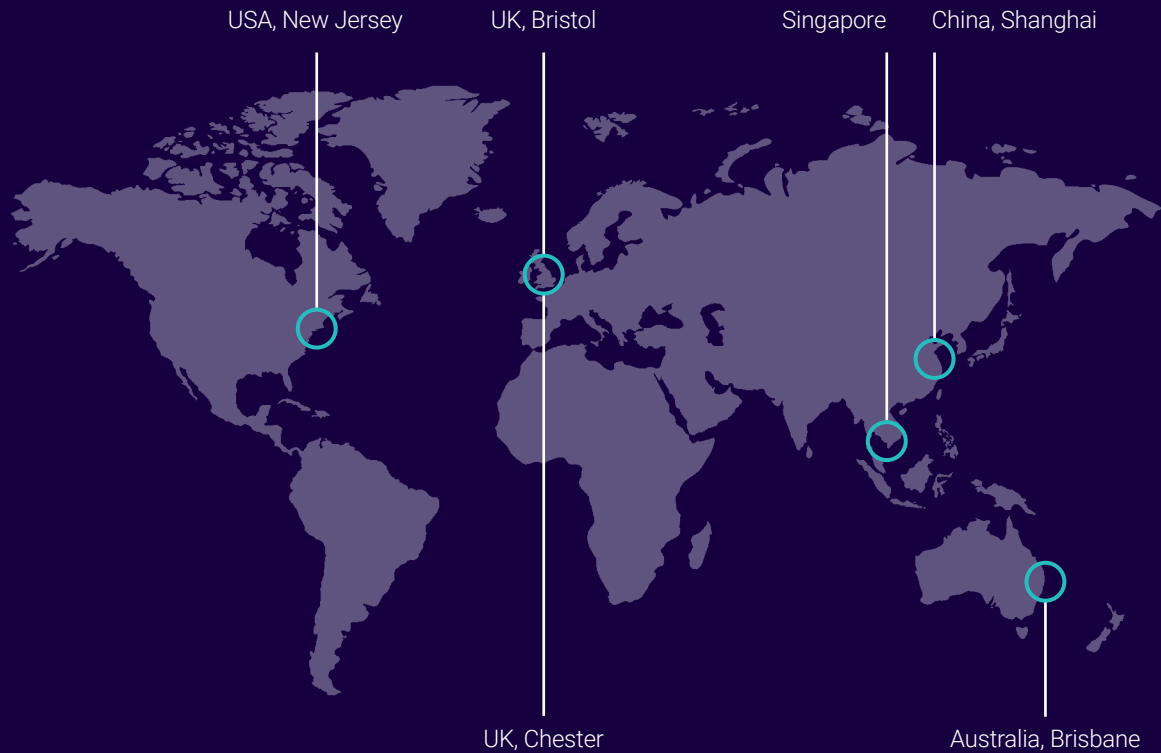 USA, New Jersey
UK, Bristol
Singapore
China, Shanghai
UK, Chester
Australia, Brisbane